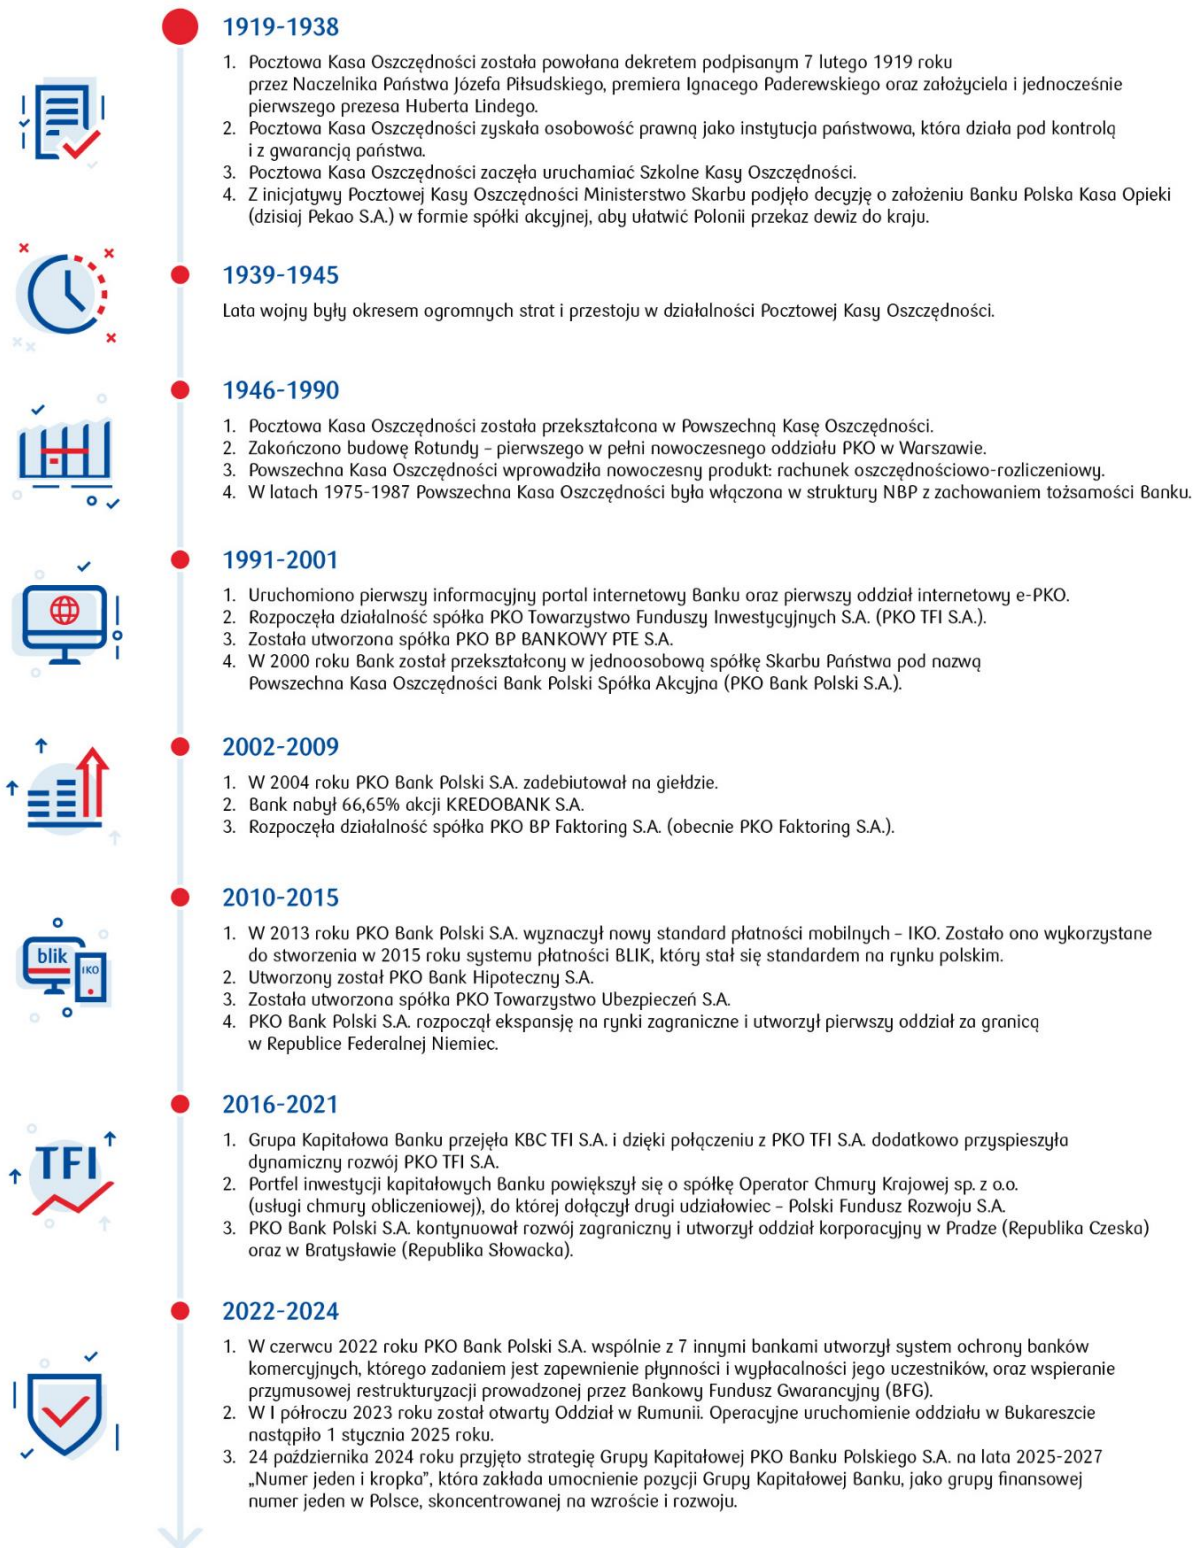 1919-1938
1. Pocztowa Kasa Oszczędności została powołana dekretem podpisanym 7 lutego 1919 roku
przez Naczelnika Państwa Józefa Piłsudskiego, premiera Ignacego Paderewskiego oraz założyciela i jednocześnie
pierwszego prezesa Huberta Lindego.
2. Pocztowa Kasa Oszczędności zyskała osobowość prawną jako instytucja państwowa, która działa pod kontrolą
i z gwarancją państwa.
3. Pocztowa Kasa Oszczędności zaczęła uruchamiać Szkolne Kasy Oszczędności.
4. Z inicjatywy Pocztowej Kasy Oszczędności Ministerstwo Skarbu podjęło decyzję o założeniu Banku Polska Kasa Opieki
(dzisiaj Pekao S.A.) w formie spółki akcyjnej, aby ułatwić Polonii przekaz dewiz do kraju.
1939-1945
Lata wojny były okresem ogromnych strat i przestoju w działalności Pocztowej Kasy Oszczędności.
1946-1990
1. Pocztowa Kasa Oszczędności została przekształcona w Powszechną Kasę Oszczędności.
2. Zakończono budowę Rotundy – pierwszego w pełni nowoczesnego oddziału PKO w Warszawie.
3. Powszechna Kasa Oszczędności wprowadziła nowoczesny produkt: rachunek oszczędnościowo-rozliczeniowy.
4. W latach 1975-1987 Powszechna Kasa Oszczędności była włączona w struktury NBP z zachowaniem tożsamości Banku.
1991-2001
1. Uruchomiono pierwszy informacyjny portal internetowy Banku oraz pierwszy oddział internetowy e-PKO.
2. Rozpoczęła działalność spółka PKO Towarzystwo Funduszy Inwestycyjnych S.A. (PKO TFI S.A.).
3. Została utworzona spółka PKO BP BANKOWY PTE S.A.
4. W 2000 roku Bank został przekształcony w jednoosobową spółkę Skarbu Państwa pod nazwą
Powszechna Kasa Oszczędności Bank Polski Spółka Akcyjna (PKO Bank Polski S.A.).
2002-2009
1. W 2004 roku PKO Bank Polski S.A. zadebiutował na giełdzie.
2. Bank nabył 66,65% akcji KREDOBANK S.A.
3. Rozpoczęła działalność spółka PKO BP Faktoring S.A. (obecnie PKO Faktoring S.A.).
blik
IKO
2010-2015
1. W 2013 roku PKO Bank Polski S.A. wyznaczył nowy standard płatności mobilnych – IKO. Zostało ono wykorzystane
do stworzenia w 2015 roku systemu płatności BLIK, który stał się standardem na rynku polskim.
2. Utworzony został PKO Bank Hipoteczny S.A.
3. Została utworzona spółka PKO Towarzystwo Ubezpieczeń S.A.
4. PKO Bank Polski S.A. rozpoczął ekspansję na rynki zagraniczne i utworzył pierwszy oddział za granicą
w Republice Federalnej Niemiec.
TFI
2016-2021
1. Grupa Kapitałowa Banku przejęła KBC TFI S.A. i dzięki połączeniu z PKO TFI S.A. dodatkowo przyspieszyła
dynamiczny rozwój PKO TFI S.A.
2. Portfel inwestycji kapitałowych Banku powiększył się o spółkę Operator Chmury Krajowej sp. z o.o.
(usługi chmury obliczeniowej), do której dołączył drugi udziałowiec – Polski Fundusz Rozwoju S.A.
3. PKO Bank Polski S.A. kontynuował rozwój zagraniczny i utworzył oddział korporacyjny w Pradze (Republika Czeska)
oraz w Bratysławie (Republika Słowacka).
2022-2024
1. W czerwcu 2022 roku PKO Bank Polski S.A. wspólnie z 7 innymi bankami utworzył system ochrony banków
komercyjnych, którego zadaniem jest zapewnienie płynności i wypłacalności jego uczestników, oraz wspieranie
przymusowej restrukturyzacji prowadzonej przez Bankowy Fundusz Gwarancyjny (BFG).
2. W I półroczu 2023 roku został otwarty Oddział w Rumunii. Operacyjne uruchomienie oddziału w Bukareszcie
nastąpiło 1 stycznia 2025 roku.
3. 24 października 2024 roku przyjęto strategię Grupy Kapitałowej PKO Banku Polskiego S.A. na lata 2025-2027
„Numer jeden i kropka”, która zakłada umocnienie pozycji Grupy Kapitałowej Banku, jako grupy finansowej
numer jeden w Polsce, skoncentrowanej na wzroście i rozwoju.